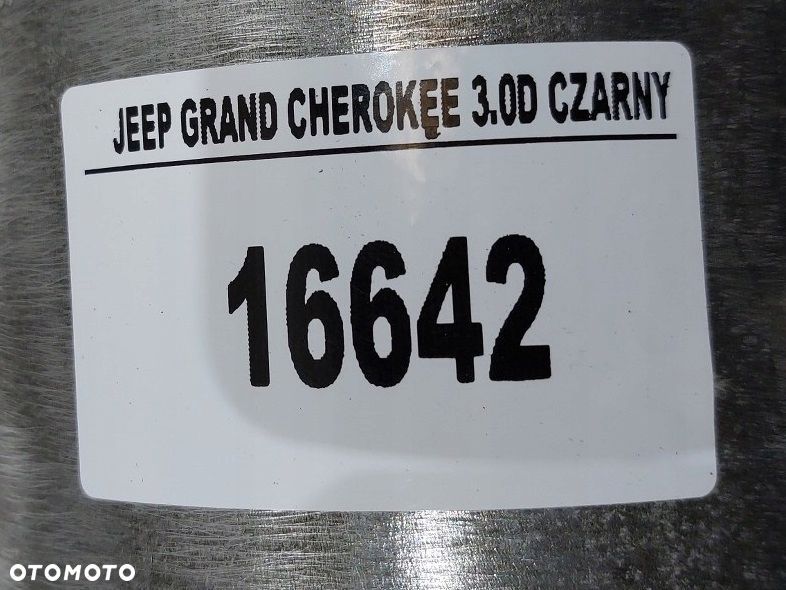 JEEP GRAND CHEROKĘE 3.0D CZARNY
16642
OTOMOTO